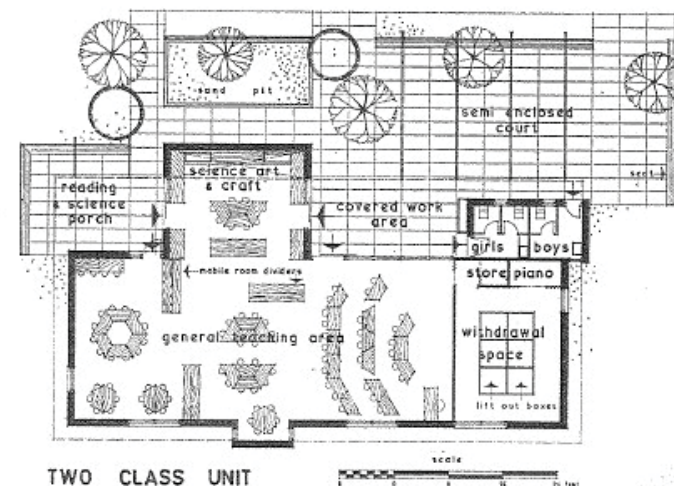 sand pit
semi enclosed
court
science art
& craft
reading
& science
porch
covered work
area
seat
girls
boys
mobile room dividers
store
piano
general teaching area
withdrawal
space
lift out boxes
TWO CLASS UNIT
scale